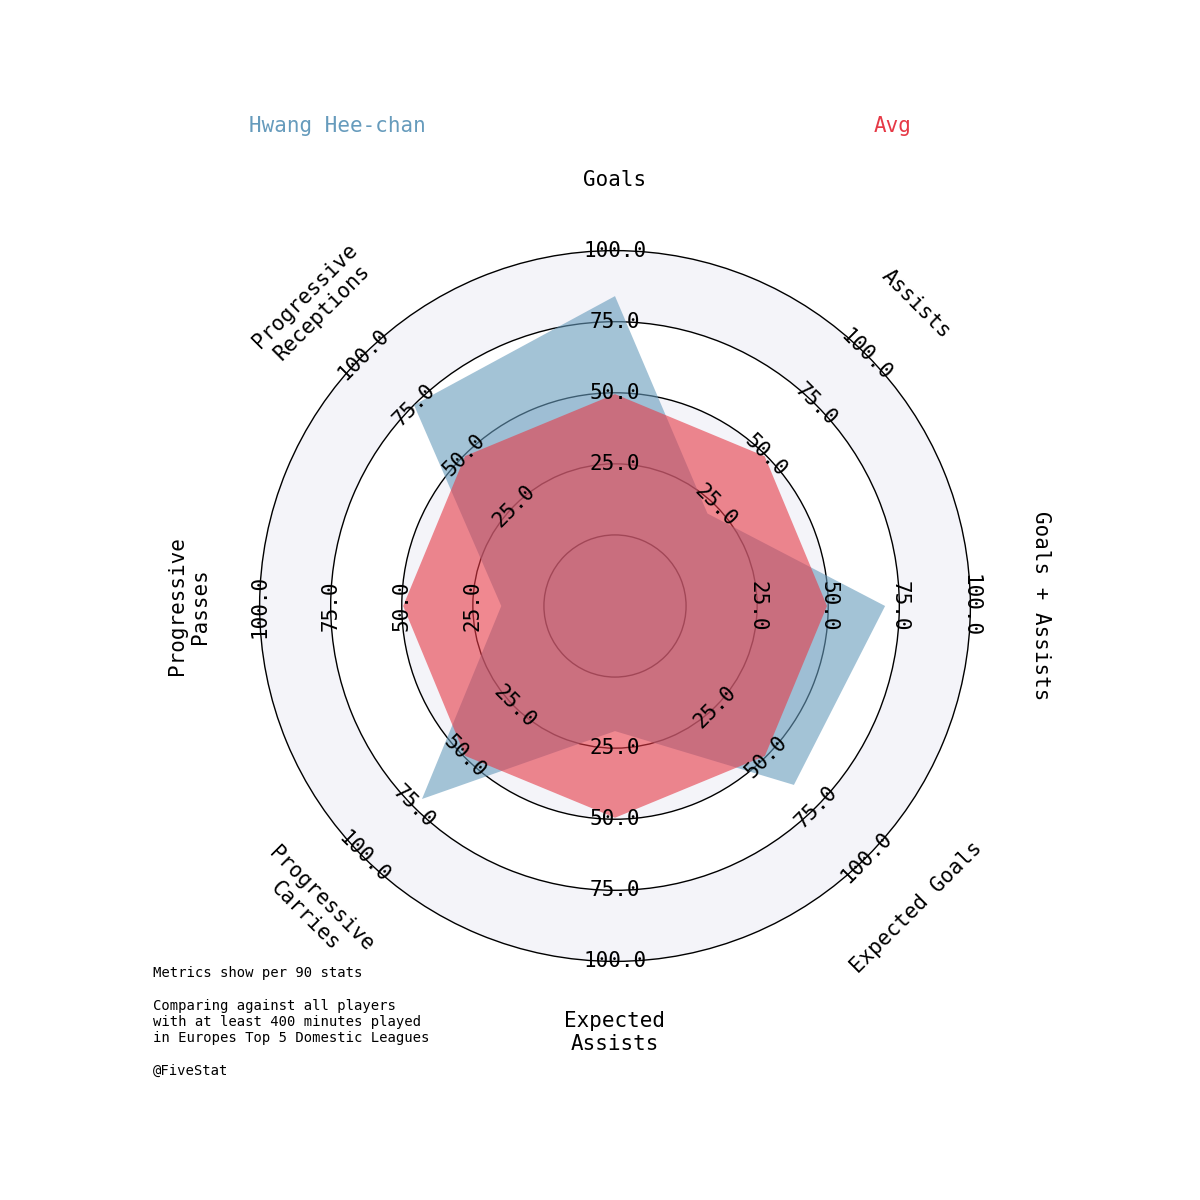 Hwang Hee-chan
Avg
Goals
Assists
Goals + Assists
Expected Goals
Expected
Assists
Progressive
Carries
Progressive
Passes
Progressive
Receptions
25.0
50.0
75.0
100.0
25.0
50.0
75.0
100.0
25.0
50.0
75.0
100.0
25.0
50.0
75.0
100.0
25.0
50.0
75.0
100.0
25.0
50.0
75.0
100.0
25.0
50.0
75.0
100.0
25.0
50.0
75.0
100.0
Metrics show per 90 stats
Comparing against all players
with at least 400 minutes played
in Europes Top 5 Domestic Leagues
@FiveStat